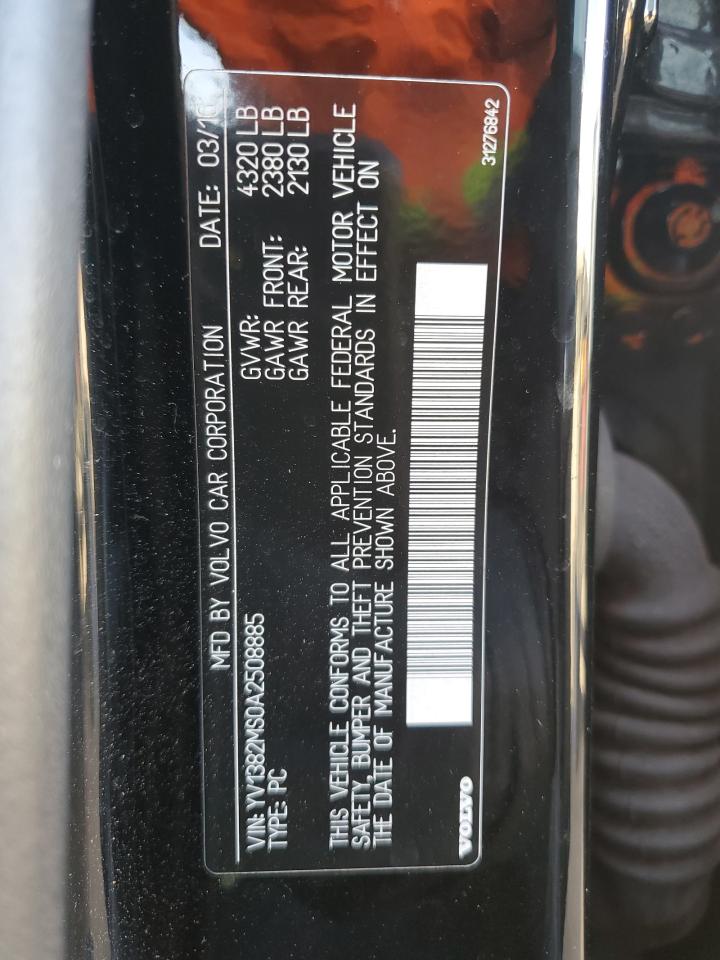 MFD BY VOLVO CAR CORPORATION DATE: 03/10
VIN: YV1382MS0A2508885 GVWR: 4320 LB
TYPE: PC GAWR FRONT: 2380 LB
GAWR REAR: 2130 LB
THIS VEHICLE CONFORMS TO ALL APPLICABLE FEDERAL MOTOR VEHICLE
SAFETY, BUMPER AND THEFT PREVENTION STANDARDS IN EFFECT ON
THE DATE OF MANUFACTURE SHOWN ABOVE.
VOLVO 31276842